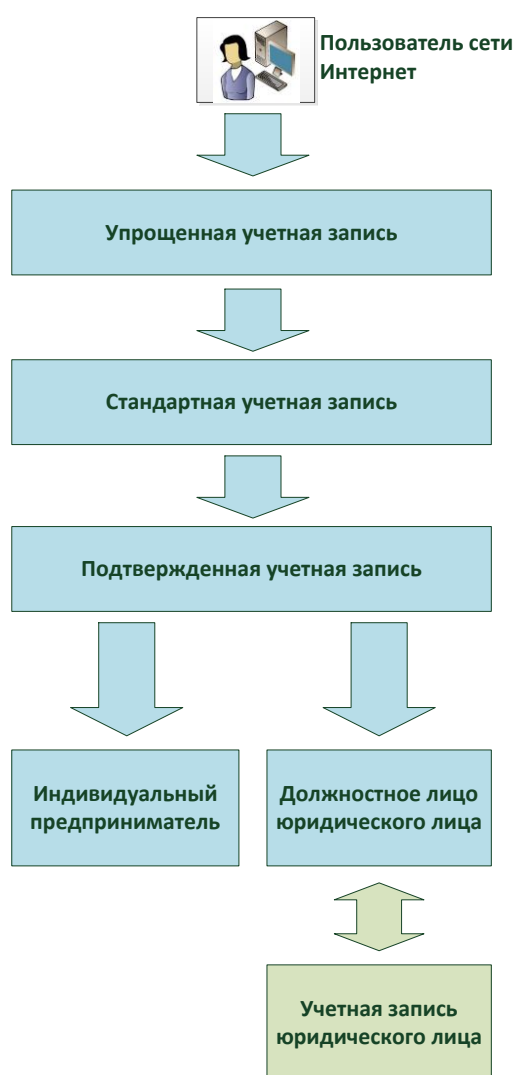 Пользователь сети
Интернет
Упрощенная учетная запись
Стандартная учетная запись
Подтвержденная учетная запись
Индивидуальный
предприниматель
Должностное лицо
юридического лица
Учетная запись
юридического лица